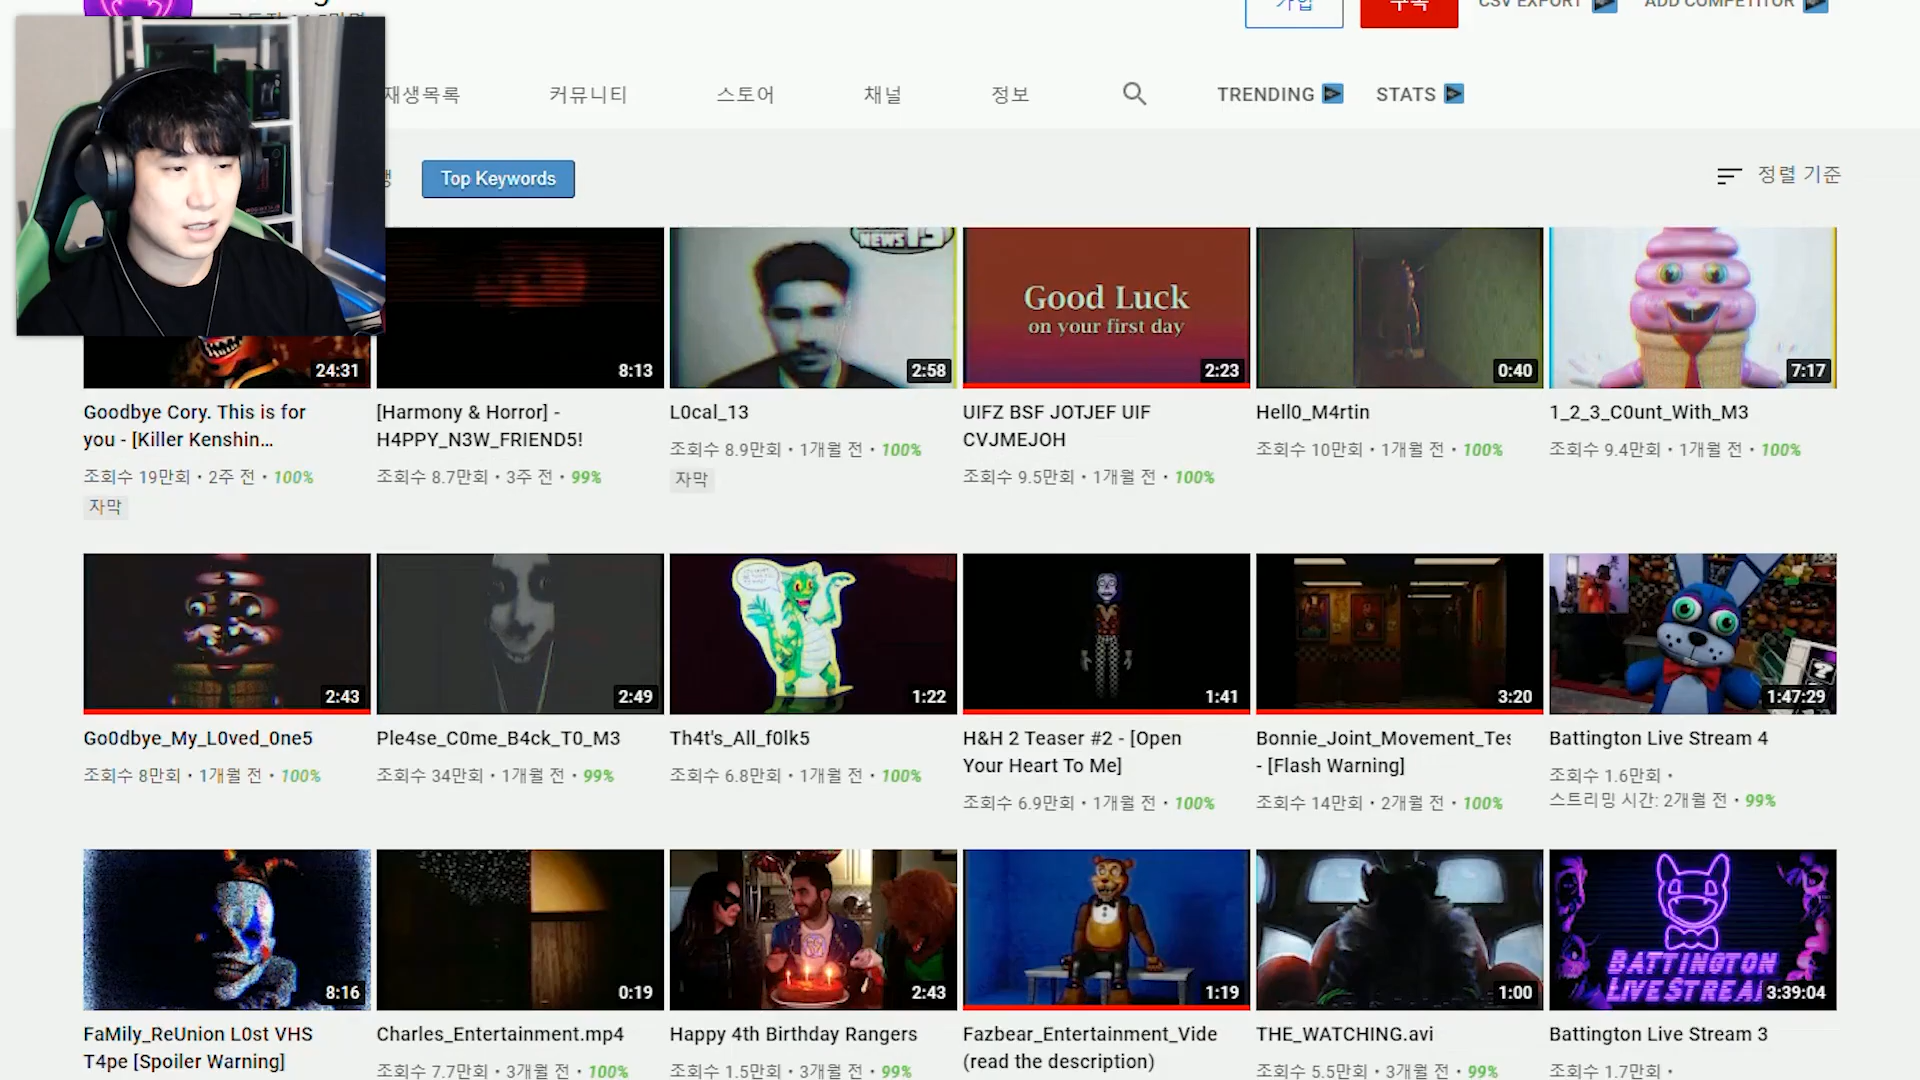 가입
구독
CSV EXPORT
ADD COMPETITOR
재생목록
커뮤니티
스토어
채널
정보
TRENDING
STATS
Top Keywords
정렬 기준
24:31
8:13
NEWS 13
2:58
Good Luck
on your first day
2:23
0:40
7:17
Goodbye Cory. This is for
you - [Killer Kenshin...
조회수 19만회 • 2주 전 • 100%
자막
[Harmony & Horror] -
H4PPY_N3W_FRIEND5!
조회수 8.7만회 • 3주 전 • 99%
L0cal_13
조회수 8.9만회 • 1개월 전 • 100%
자막
UIFZ BSF JOTJEF UIF
CVJMEJOH
조회수 9.5만회 • 1개월 전 • 100%
Hell0_M4rtin
조회수 10만회 • 1개월 전 • 100%
1_2_3_C0unt_With_M3
조회수 9.4만회 • 1개월 전 • 100%
2:43
2:49
1:22
1:41
3:20
1:47:29
Go0dbye_My_L0ved_0ne5
조회수 8만회 • 1개월 전 • 100%
Ple4se_C0me_B4ck_T0_M3
조회수 34만회 • 1개월 전 • 99%
Th4t's_All_f0lk5
조회수 6.8만회 • 1개월 전 • 100%
H&H 2 Teaser #2 - [Open
Your Heart To Me]
조회수 6.9만회 • 1개월 전 • 100%
Bonnie_Joint_Movement_Tes
- [Flash Warning]
조회수 14만회 • 2개월 전 • 100%
Battington Live Stream 4
조회수 1.6만회 •
스트리밍 시간: 2개월 전 • 99%
8:16
0:19
2:43
1:19
1:00
BATTINGTON
LIVE STREAM
3:39:04
FaMily_ReUnion L0st VHS
T4pe [Spoiler Warning]
Charles_Entertainment.mp4
조회수 7.7만회 • 3개월 전 • 100%
Happy 4th Birthday Rangers
조회수 1.5만회 • 3개월 전 • 99%
Fazbear_Entertainment_Vide
(read the description)
THE_WATCHING.avi
조회수 5.5만회 • 3개월 전 • 99%
Battington Live Stream 3
조회수 1.7만회 •